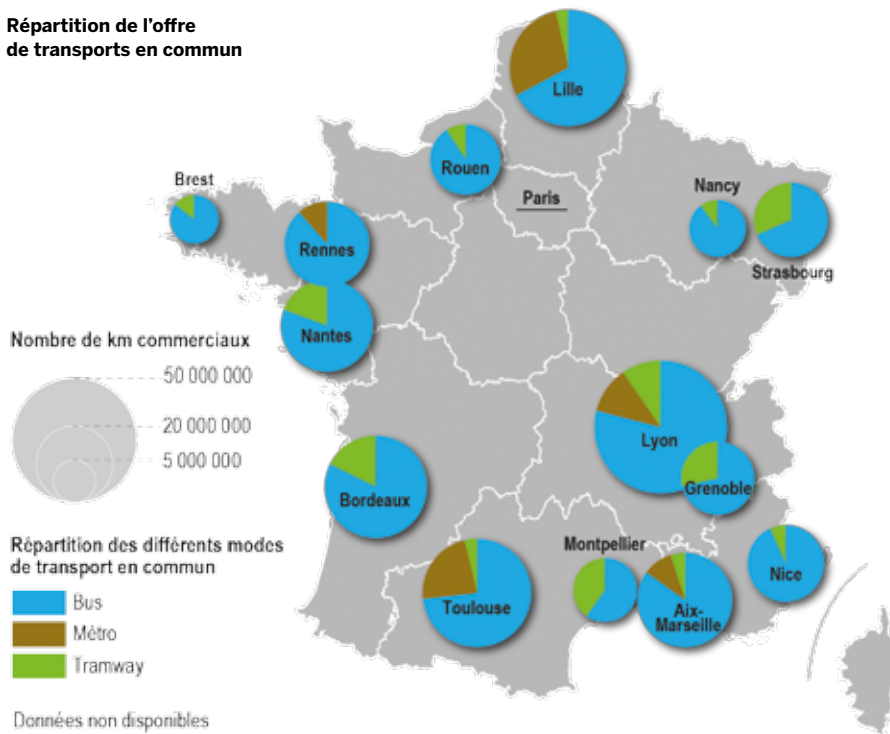 Répartition de l’offre
de transports en commun
Lille
Rouen
Brest
Paris
Nancy
Rennes
Strasbourg
Nantes
Nombre de km commerciaux
50 000 000
20 000 000
5 000 000
Lyon
Grenoble
Bordeaux
Répartition des différents modes
de transport en commun
Montpellier
Nice
Bus
Toulouse
Aix-
Marseille
Métro
Tramway
Données non disponibles